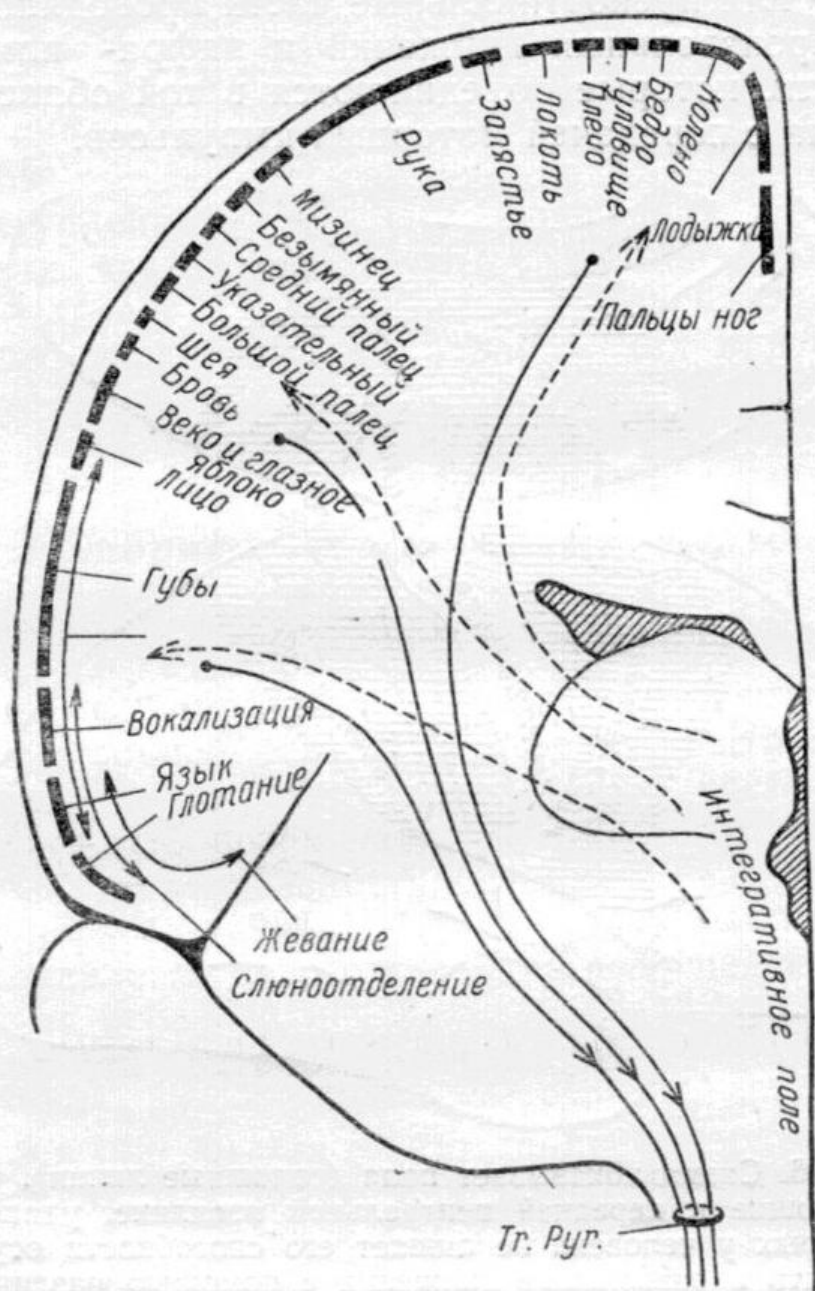 Колено
Бедро
Туловище
Плечо
Локоть
Запястье
Рука
Мизинец
Безымянный
Средний палец
Указательный
Большой палец
Шея
Бровь
Веко и глазное
яблоко
Лицо
Лодыжка
Пальцы ног
Губы
Вокализация
Язык
Глотание
Жевание
Слюноотделение
Интегративное поле
Tr. Pyr.